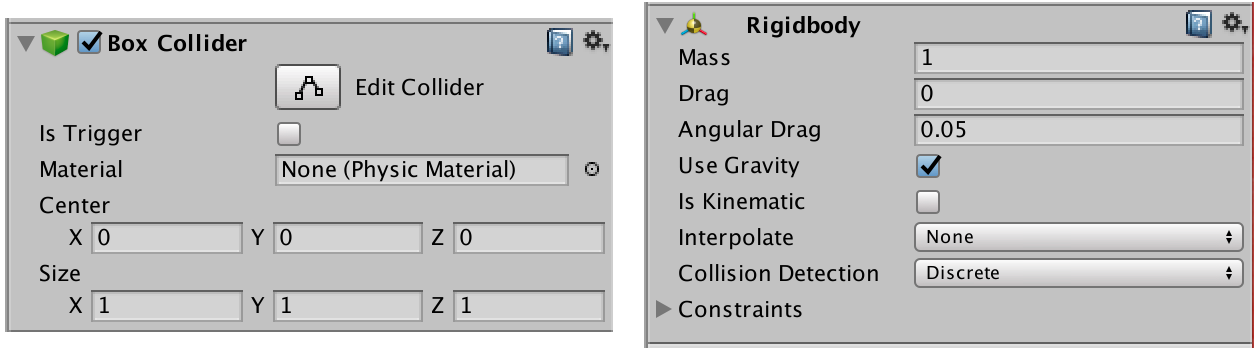 Box Collider
Edit Collider
Is Trigger
Material None (Physic Material)
Center
X 0 Y 0 Z 0
Size
X 1 Y 1 Z 1
Rigidbody
Mass 1
Drag 0
Angular Drag 0.05
Use Gravity
Is Kinematic
Interpolate None
Collision Detection Discrete
Constraints